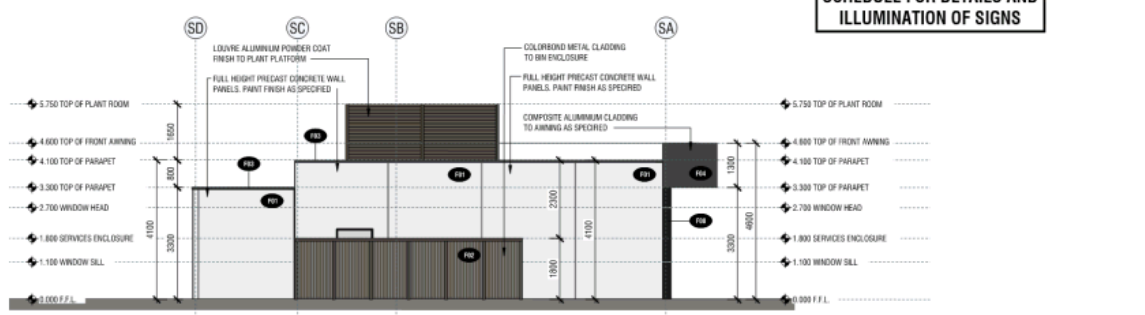 SCHEDULE FOR DETAILS AND
ILLUMINATION OF SIGNS
SD
SC
SB
SA
LOUVRE ALUMINIUM POWDER COAT
FINISH TO PLANT PLATFORM
FULL HEIGHT PRECAST CONCRETE WALL
PANELS. PAINT FINISH AS SPECIFIED
COLORBOND METAL CLADDING
TO BIN ENCLOSURE
FULL HEIGHT PRECAST CONCRETE WALL
PANELS. PAINT FINISH AS SPECIFIED
COMPOSITE ALUMINIUM CLADDING
TO AWNING AS SPECIFIED
5.750 TOP OF PLANT ROOM
4.600 TOP OF FRONT AWNING
4.100 TOP OF PARAPET
3.300 TOP OF PARAPET
2.700 WINDOW HEAD
1.800 SERVICES ENCLOSURE
1.100 WINDOW SILL
0.000 F.F.L.
1650
800
4100
3300
F03
F03
F01
F01
F01
F02
F04
2300
4100
1800
1300
3300
4600
5.750 TOP OF PLANT ROOM
4.600 TOP OF FRONT AWNING
4.100 TOP OF PARAPET
3.300 TOP OF PARAPET
2.700 WINDOW HEAD
1.800 SERVICES ENCLOSURE
1.100 WINDOW SILL
0.000 F.F.L.